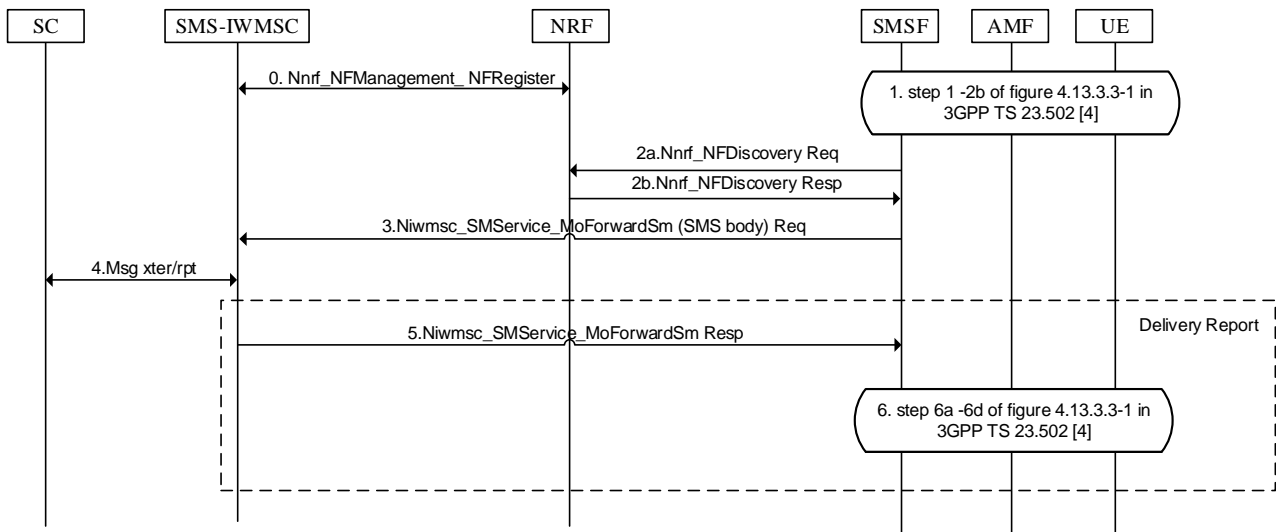 SC
SMS-IWMSC
NRF
SMSF
AMF
UE
0. Nnrf_NFManagement_ NFRegister
1. step 1 -2b of figure 4.13.3.3-1 in
3GPP TS 23.502 [4]
2a.Nnrf_NFDiscovery Req
2b.Nnrf_NFDiscovery Resp
3.Niwmsc_SMService_MoForwardSm (SMS body) Req
4.Msg xter/rpt
Delivery Report
5.Niwmsc_SMService_MoForwardSm Resp
6. step 6a -6d of figure 4.13.3.3-1 in
3GPP TS 23.502 [4]